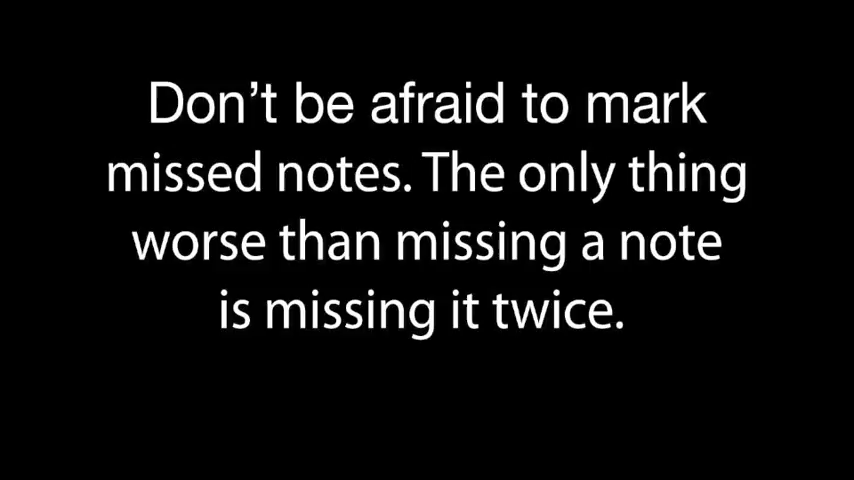 Don’t be afraid to mark
missed notes. The only thing
worse than missing a note
is missing it twice.